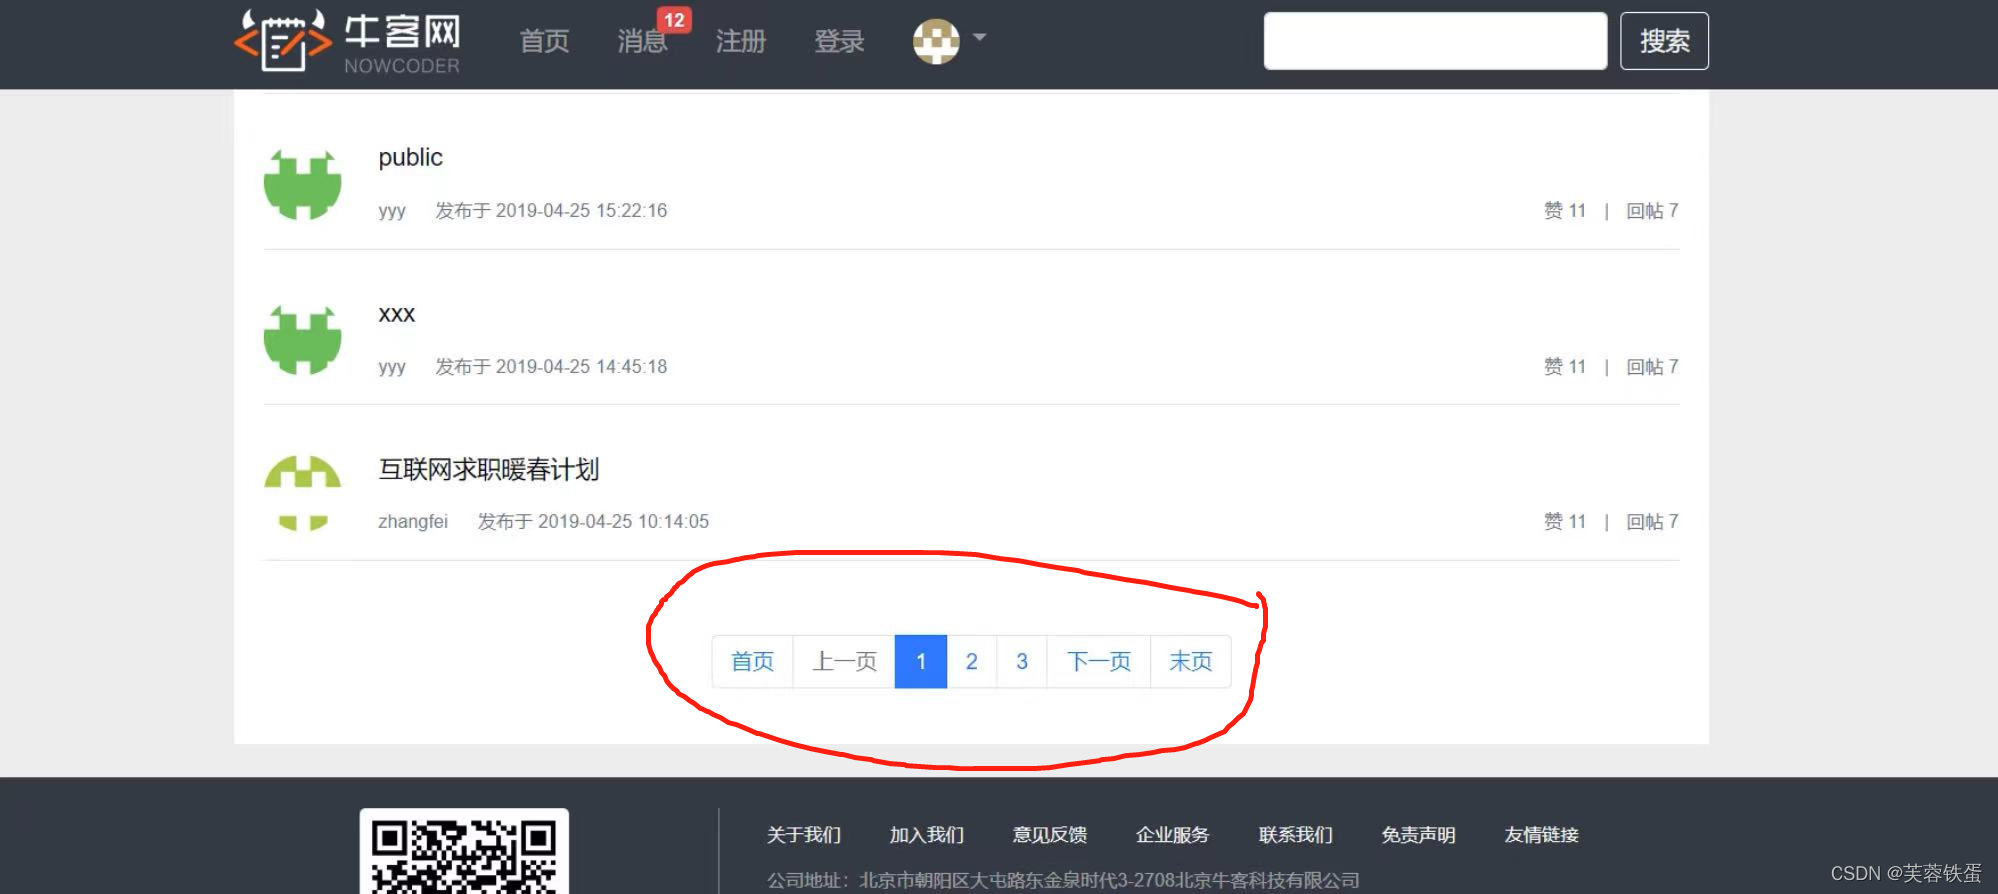 牛客网
NOWCODER
首页 消息 12 注册 登录 搜索
public
yyy 发布于 2019-04-25 15:22:16 赞 11 | 回帖 7
xxx
yyy 发布于 2019-04-25 14:45:18 赞 11 | 回帖 7
互联网求职暖春计划
zhangfei 发布于 2019-04-25 10:14:05 赞 11 | 回帖 7
首页 上一页 1 2 3 下一页 末页
关于我们 加入我们 意见反馈 企业服务 联系我们 免责声明 友情链接
公司地址：北京市朝阳区大屯路东金泉时代3-2708北京牛客科技有限公司
CSDN @芙蓉铁蛋